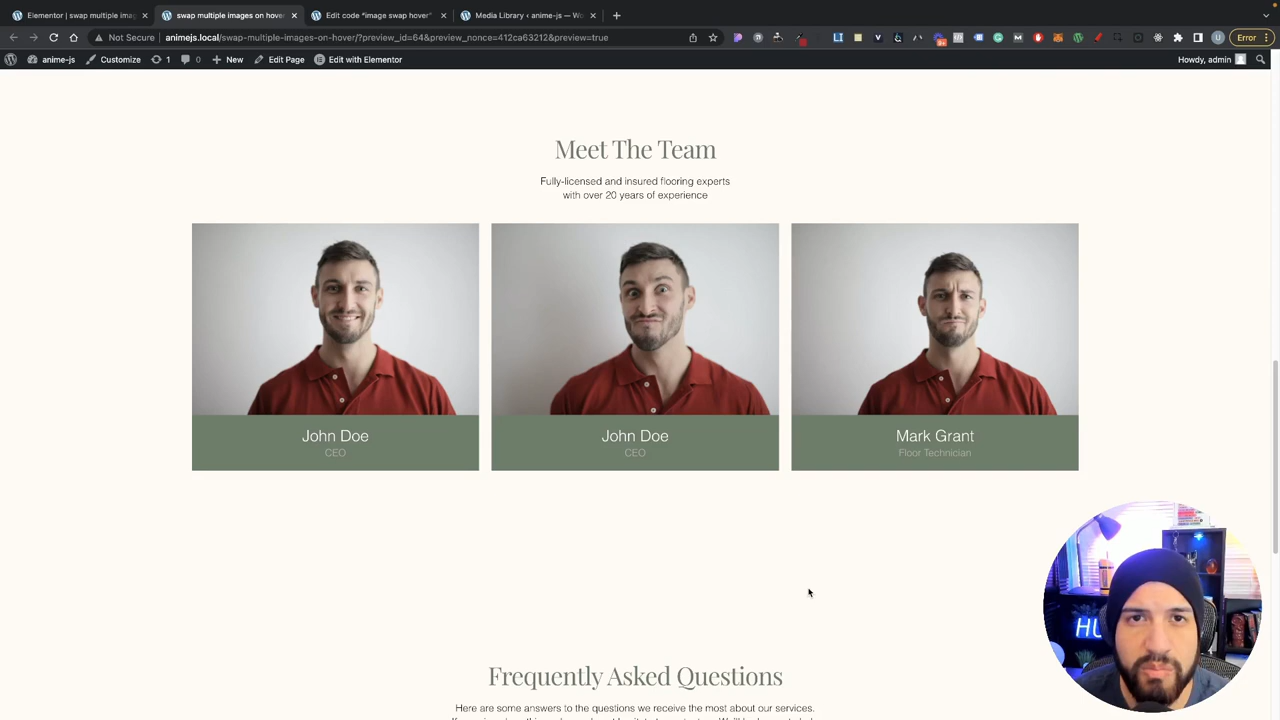 Elementor | swap multiple imag
swap multiple images on hover
Edit code "image swap hover"
Media Library ‹ anime-js — Wo
Not Secure
animejs.local/swap-multiple-images-on-hover/?preview_id=64&preview_nonce=412ca63212&preview=true
Error
anime-js
Customize
1
0
New
Edit Page
Edit with Elementor
Howdy, admin
Meet The Team
Fully-licensed and insured flooring experts
with over 20 years of experience
John Doe
CEO
John Doe
CEO
Mark Grant
Floor Technician
HU
Frequently Asked Questions
Here are some answers to the questions we receive the most about our services.